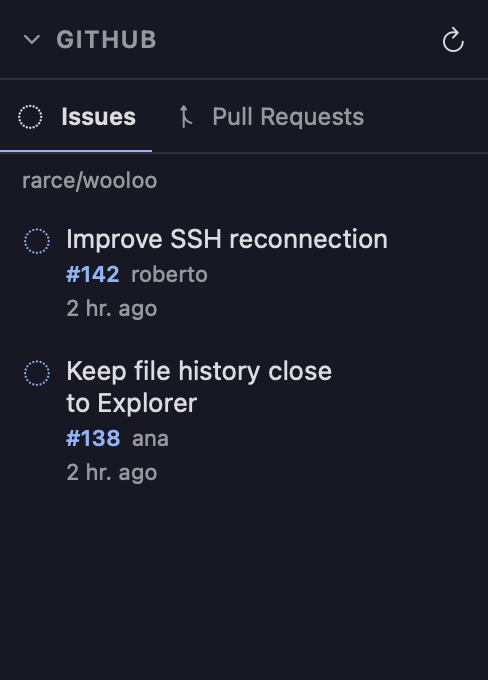 GITHUB
Issues
Pull Requests
rarce/wooloo
Improve SSH reconnection
#142 roberto
2 hr. ago
Keep file history close
to Explorer
#138 ana
2 hr. ago